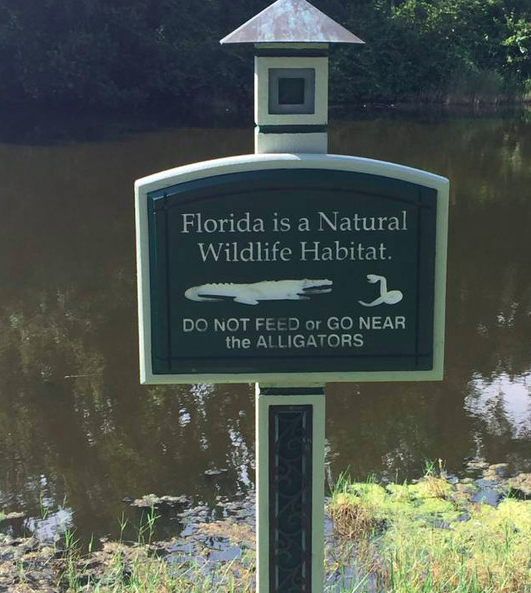 Florida is a Natural
Wildlife Habitat.
DO NOT FEED or GO NEAR
the ALLIGATORS